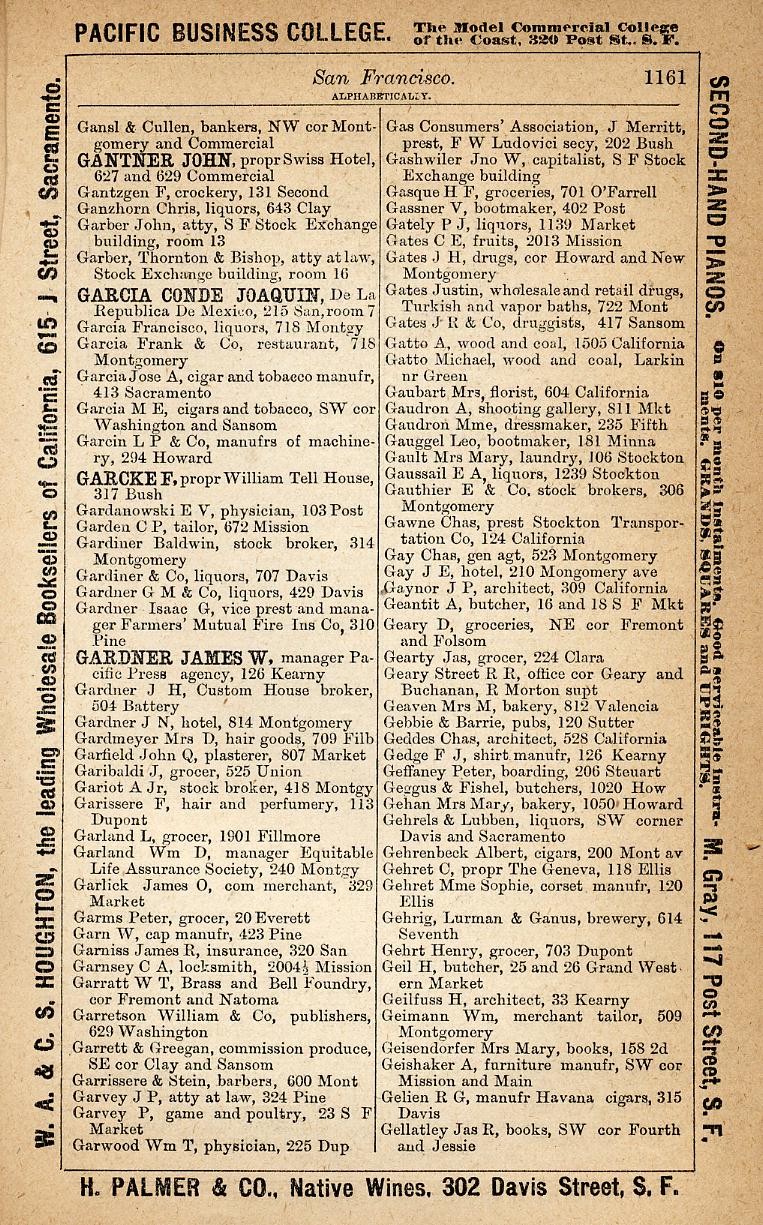 PACIFIC BUSINESS COLLEGE. The Model Commercial College
of the Coast, 320 Post St., S. F.
San Francisco. 1161
ALPHABETICALLY.
Gansl & Cullen, bankers, NW cor Mont-
gomery and Commercial
GANTNER JOHN, propr Swiss Hotel,
627 and 629 Commercial
Gantzgen F, crockery, 131 Second
Ganzhorn Chris, liquors, 643 Clay
Garber John, atty, S F Stock Exchange
building, room 13
Garber, Thornton & Bishop, atty at law,
Stock Exchange building, room 16
GARCIA CONDE JOAQUIN, De La
Republica De Mexico, 215 San, room 7
Garcia Francisco, liquors, 718 Montgy
Garcia Frank & Co, restaurant, 718
Montgomery
Garcia Jose A, cigar and tobacco manufr,
413 Sacramento
Garcia M E, cigars and tobacco, SW cor
Washington and Sansom
Garcin L P & Co, manufrs of machine-
ry, 294 Howard
GARCKE F, propr William Tell House,
317 Bush
Gardanowski E V, physician, 103 Post
Garden C P, tailor, 672 Mission
Gardiner Baldwin, stock broker, 314
Montgomery
Gardiner & Co, liquors, 707 Davis
Gardner G M & Co, liquors, 429 Davis
Gardner Isaac G, vice prest and mana-
ger Farmers' Mutual Fire Ins Co, 310
Pine
GARDNER JAMES W, manager Pa-
cific Press agency, 126 Kearny
Gardner J H, Custom House broker,
504 Battery
Gardner J N, hotel, 814 Montgomery
Gardmeyer Mrs D, hair goods, 709 Filb
Garfield John Q, plasterer, 807 Market
Garibaldi J, grocer, 525 Union
Gariot A Jr, stock broker, 418 Montgy
Garissere F, hair and perfumery, 113
Dupont
Garland L, grocer, 1901 Fillmore
Garland Wm D, manager Equitable
Life Assurance Society, 240 Montgy
Garlick James O, com merchant, 329
Market
Garms Peter, grocer, 20 Everett
Garn W, cap manufr, 423 Pine
Garniss James R, insurance, 320 San
Garnsey C A, locksmith, 2004½ Mission
Garratt W T, Brass and Bell Foundry,
cor Fremont and Natoma
Garretson William & Co, publishers,
629 Washington
Garrett & Greegan, commission produce,
SE cor Clay and Sansom
Garrissere & Stein, barbers, 600 Mont
Garvey J P, atty at law, 324 Pine
Garvey P, game and poultry, 23 S F
Market
Garwood Wm T, physician, 225 Dup
Gas Consumers' Association, J Merritt,
prest, F W Ludovici secy, 202 Bush
Gashwiler Jno W, capitalist, S F Stock
Exchange building
Gasque H F, groceries, 701 O'Farrell
Gassner V, bootmaker, 402 Post
Gately P J, liquors, 1139 Market
Gates C E, fruits, 2013 Mission
Gates J H, drugs, cor Howard and New
Montgomery
Gates Justin, wholesale and retail drugs,
Turkish and vapor baths, 722 Mont
Gates J R & Co, druggists, 417 Sansom
Gatto A, wood and coal, 1505 California
Gatto Michael, wood and coal, Larkin
nr Green
Gaubart Mrs, florist, 604 California
Gaudron A, shooting gallery, 811 Mkt
Gaudron Mme, dressmaker, 235 Fifth
Gauggel Leo, bootmaker, 181 Minna
Gault Mrs Mary, laundry, 106 Stockton
Gaussail E A, liquors, 1239 Stockton
Gauthier E & Co. stock brokers, 306
Montgomery
Gawne Chas, prest Stockton Transpor-
tation Co, 124 California
Gay Chas, gen agt, 523 Montgomery
Gay J E, hotel, 210 Mongomery ave
Gaynor J P, architect, 309 California
Geantit A, butcher, 16 and 18 S F Mkt
Geary D, groceries, NE cor Fremont
and Folsom
Gearty Jas, grocer, 224 Clara
Geary Street R R, office cor Geary and
Buchanan, R Morton supt
Geaven Mrs M, bakery, 812 Valencia
Gebbie & Barrie, pubs, 120 Sutter
Geddes Chas, architect, 528 California
Gedge F J, shirt manufr, 126 Kearny
Geffaney Peter, boarding, 206 Steuart
Geggus & Fishel, butchers, 1020 How
Gehan Mrs Mary, bakery, 1050 Howard
Gehrels & Lubben, liquors, SW corner
Davis and Sacramento
Gehrenbeck Albert, cigars, 200 Mont av
Gehret C, propr The Geneva, 118 Ellis
Gehret Mme Sophie, corset manufr, 120
Ellis
Gehrig, Lurman & Ganus, brewery, 614
Seventh
Gehrt Henry, grocer, 703 Dupont
Geil H, butcher, 25 and 26 Grand West
ern Market
Geilfuss H, architect, 33 Kearny
Geimann Wm, merchant tailor, 509
Montgomery
Geisendorfer Mrs Mary, books, 158 2d
Geishaker A, furniture manufr, SW cor
Mission and Main
Gelien R G, manufr Havana cigars, 315
Davis
Gellatley Jas R, books, SW cor Fourth
and Jessie
W. A. & C. S. HOUGHTON, the leading Wholesale Booksellers of California, 615 J Street, Sacramento.
SECOND-HAND PIANOS. On $10 per month instalments. Good serviceable Instru-
ments. GRANDS, SQUARES and UPRIGHTS. M. Gray, 117 Post Street, S. F.
H. PALMER & CO., Native Wines, 302 Davis Street, S. F.